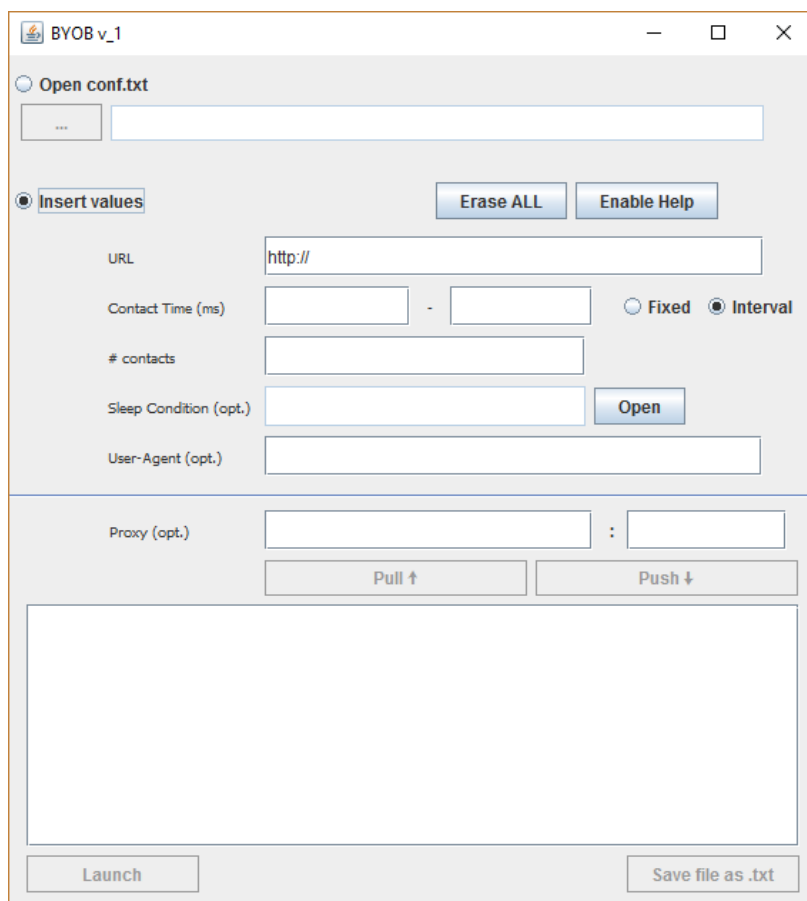 BYOB v_1
Open conf.txt
...
Insert values Erase ALL Enable Help
URL http://
Contact Time (ms) - Fixed Interval
# contacts
Sleep Condition (opt.) Open
User-Agent (opt.)
Proxy (opt.) :
Pull ↑ Push ↓
Launch Save file as .txt